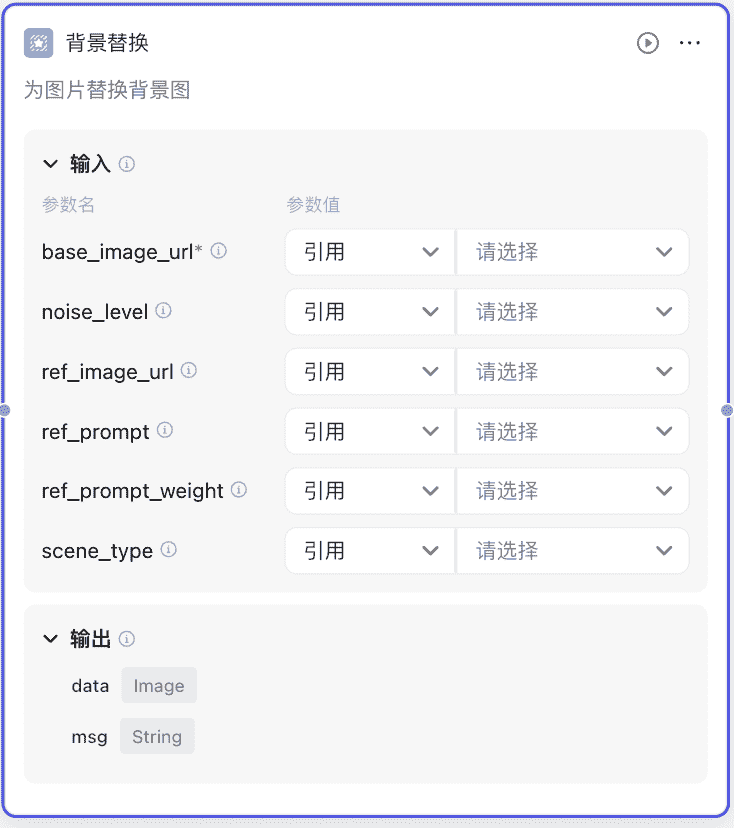 背景替换
为图片替换背景图
输入
参数名 参数值
base_image_url* 引用 请选择
noise_level 引用 请选择
ref_image_url 引用 请选择
ref_prompt 引用 请选择
ref_prompt_weight 引用 请选择
scene_type 引用 请选择
输出
data Image
msg String